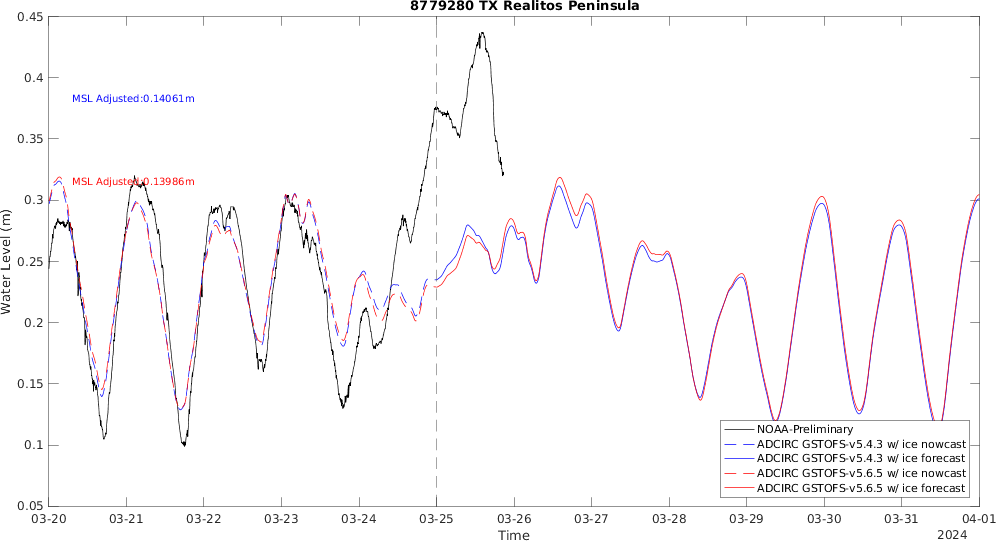 8779280 TX Realitos Peninsula
0.45
0.4
0.35
0.3
0.25
0.2
0.15
0.1
0.05
Water Level (m)
MSL Adjusted:0.14061m
MSL Adjusted:0.13986m
NOAA-Preliminary
ADCIRC GSTOFS-v5.4.3 w/ ice nowcast
ADCIRC GSTOFS-v5.4.3 w/ ice forecast
ADCIRC GSTOFS-v5.6.5 w/ ice nowcast
ADCIRC GSTOFS-v5.6.5 w/ ice forecast
03-20 03-21 03-22 03-23 03-24 03-25 03-26 03-27 03-28 03-29 03-30 03-31 04-01
Time
2024